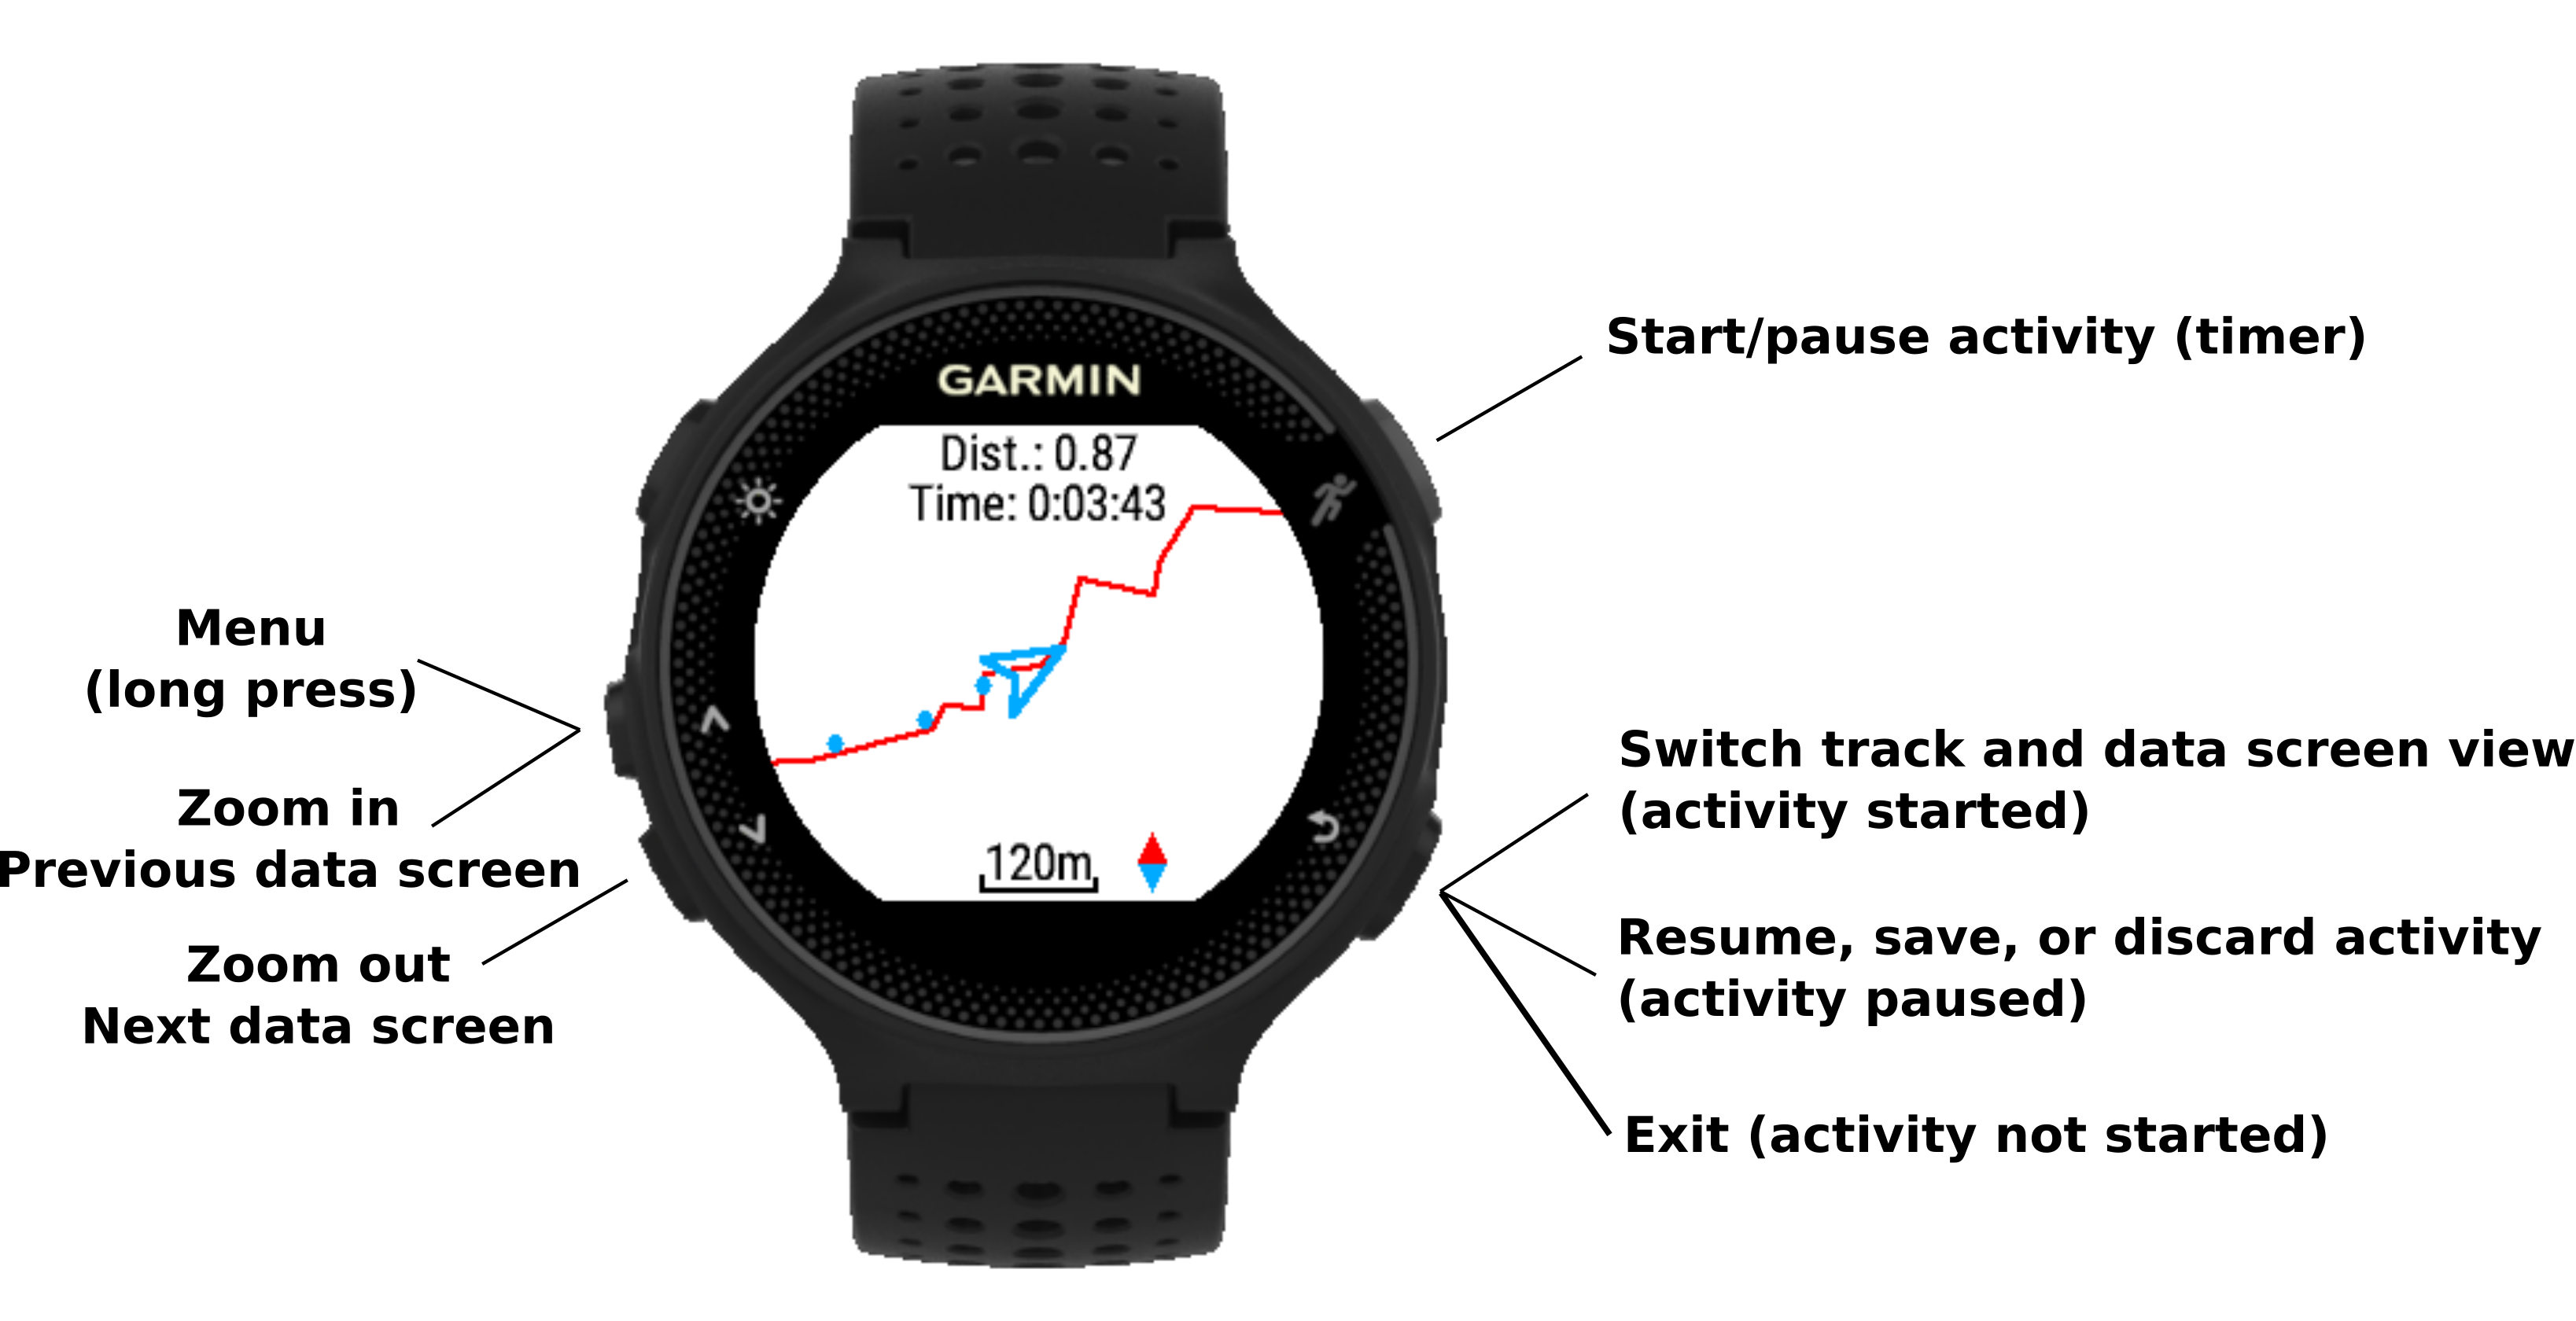 GARMIN
Dist.: 0.87
Time: 0:03:43
120m
Menu
(long press)
Zoom in
Previous data screen
Zoom out
Next data screen
Start/pause activity (timer)
Switch track and data screen view
(activity started)
Resume, save, or discard activity
(activity paused)
Exit (activity not started)